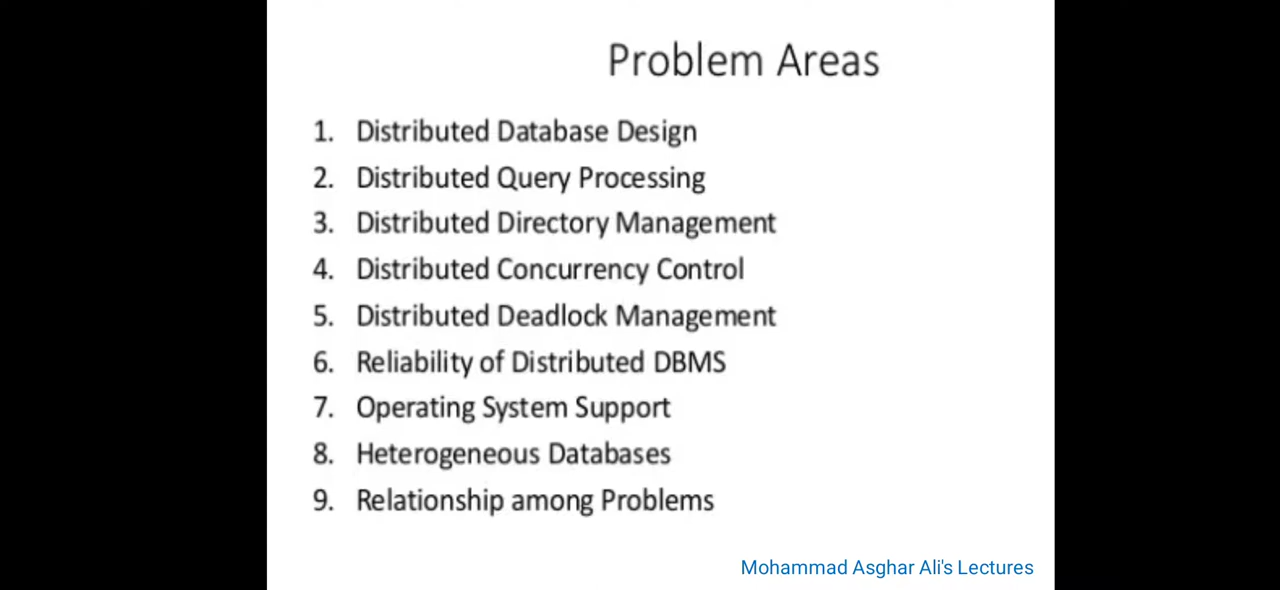 Problem Areas
1. Distributed Database Design
2. Distributed Query Processing
3. Distributed Directory Management
4. Distributed Concurrency Control
5. Distributed Deadlock Management
6. Reliability of Distributed DBMS
7. Operating System Support
8. Heterogeneous Databases
9. Relationship among Problems
Mohammad Asghar Ali's Lectures